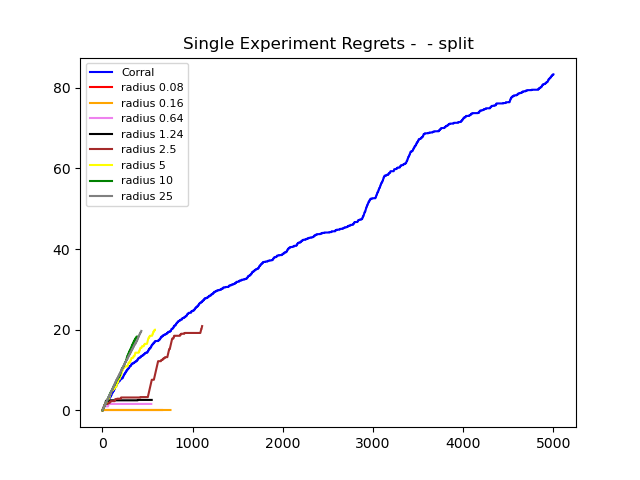 Single Experiment Regrets -  - split
Corral
radius 0.08
radius 0.16
radius 0.64
radius 1.24
radius 2.5
radius 5
radius 10
radius 25
80
60
40
20
0
0 1000 2000 3000 4000 5000